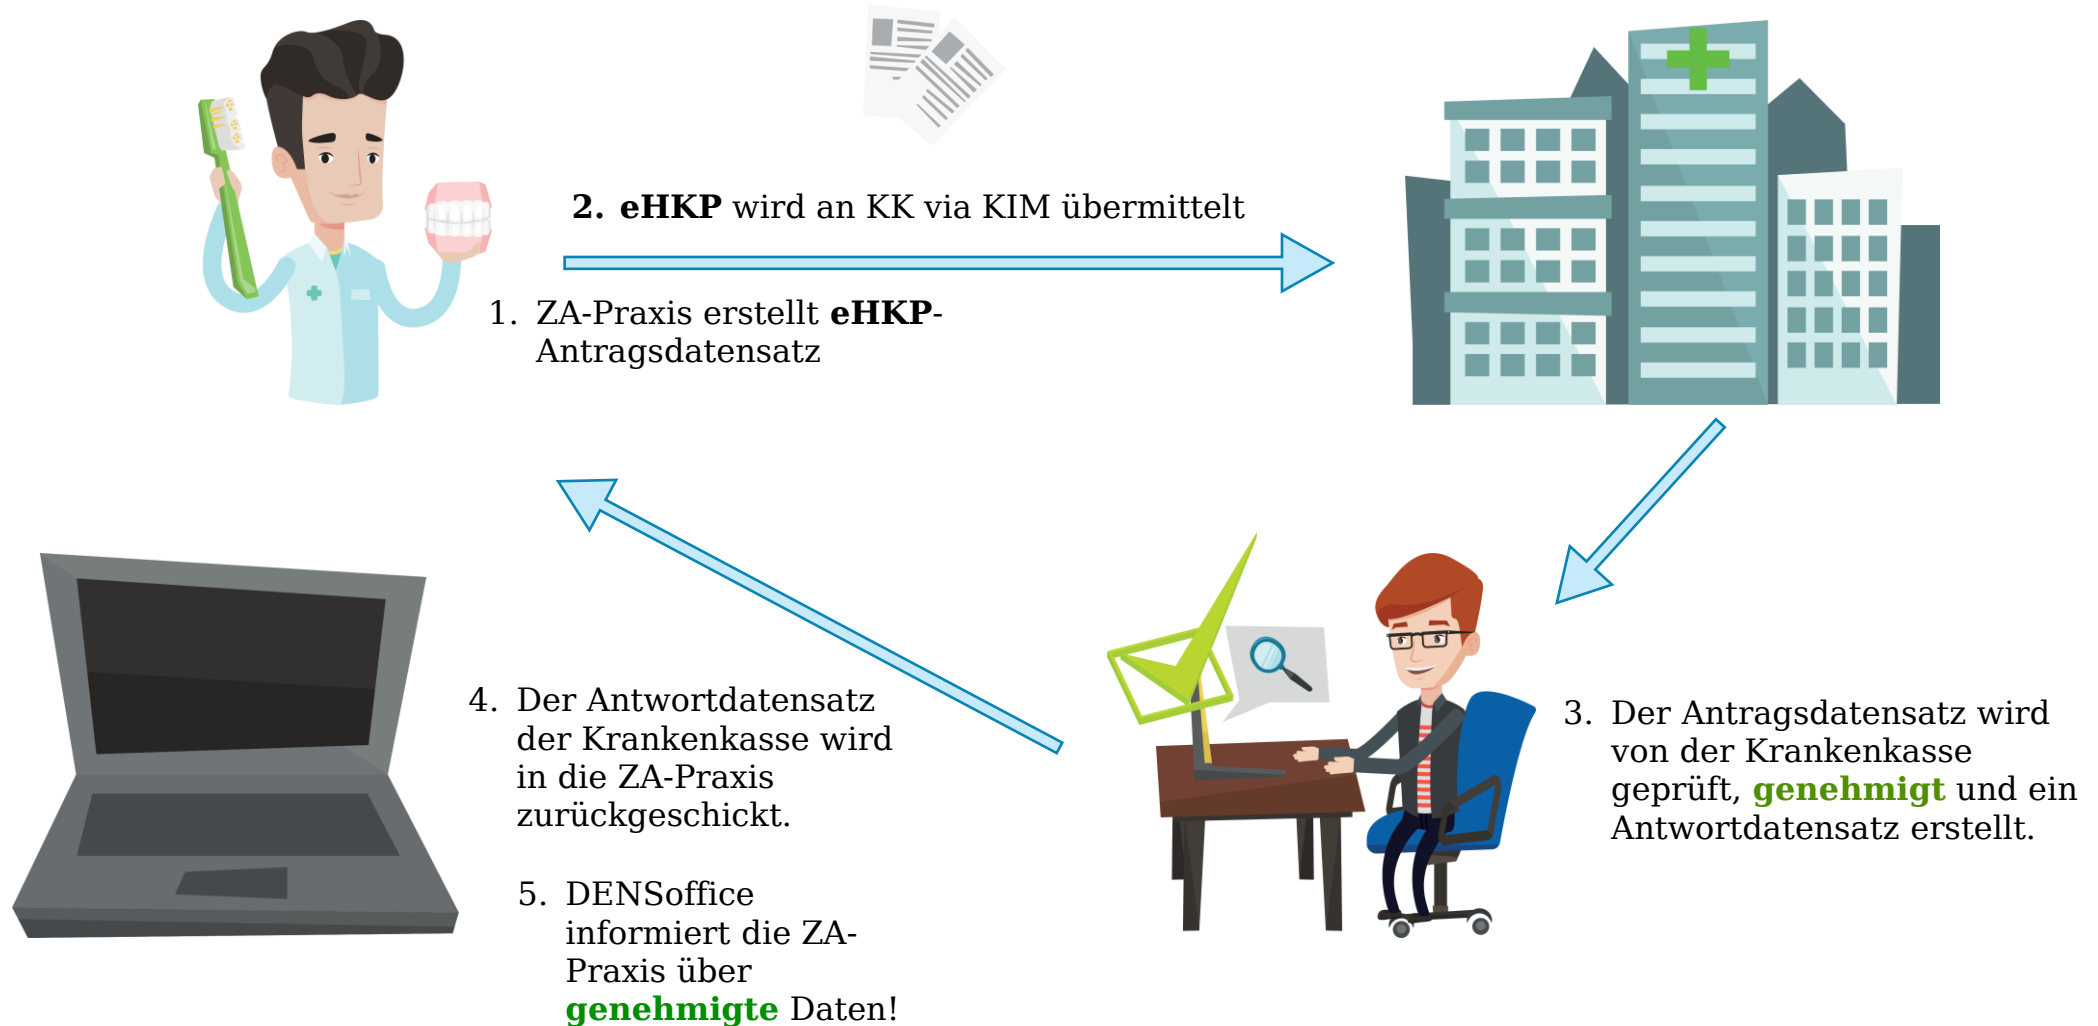 2. eHKP wird an KK via KIM übermittelt
1. ZA-Praxis erstellt eHKP-
Antragsdatensatz
3. Der Antragsdatensatz wird
von der Krankenkasse
geprüft, genehmigt und ein
Antwortdatensatz erstellt.
4. Der Antwortdatensatz
der Krankenkasse wird
in die ZA-Praxis
zurückgeschickt.
5. DENSoffice
informiert die ZA-
Praxis über
genehmigte Daten!